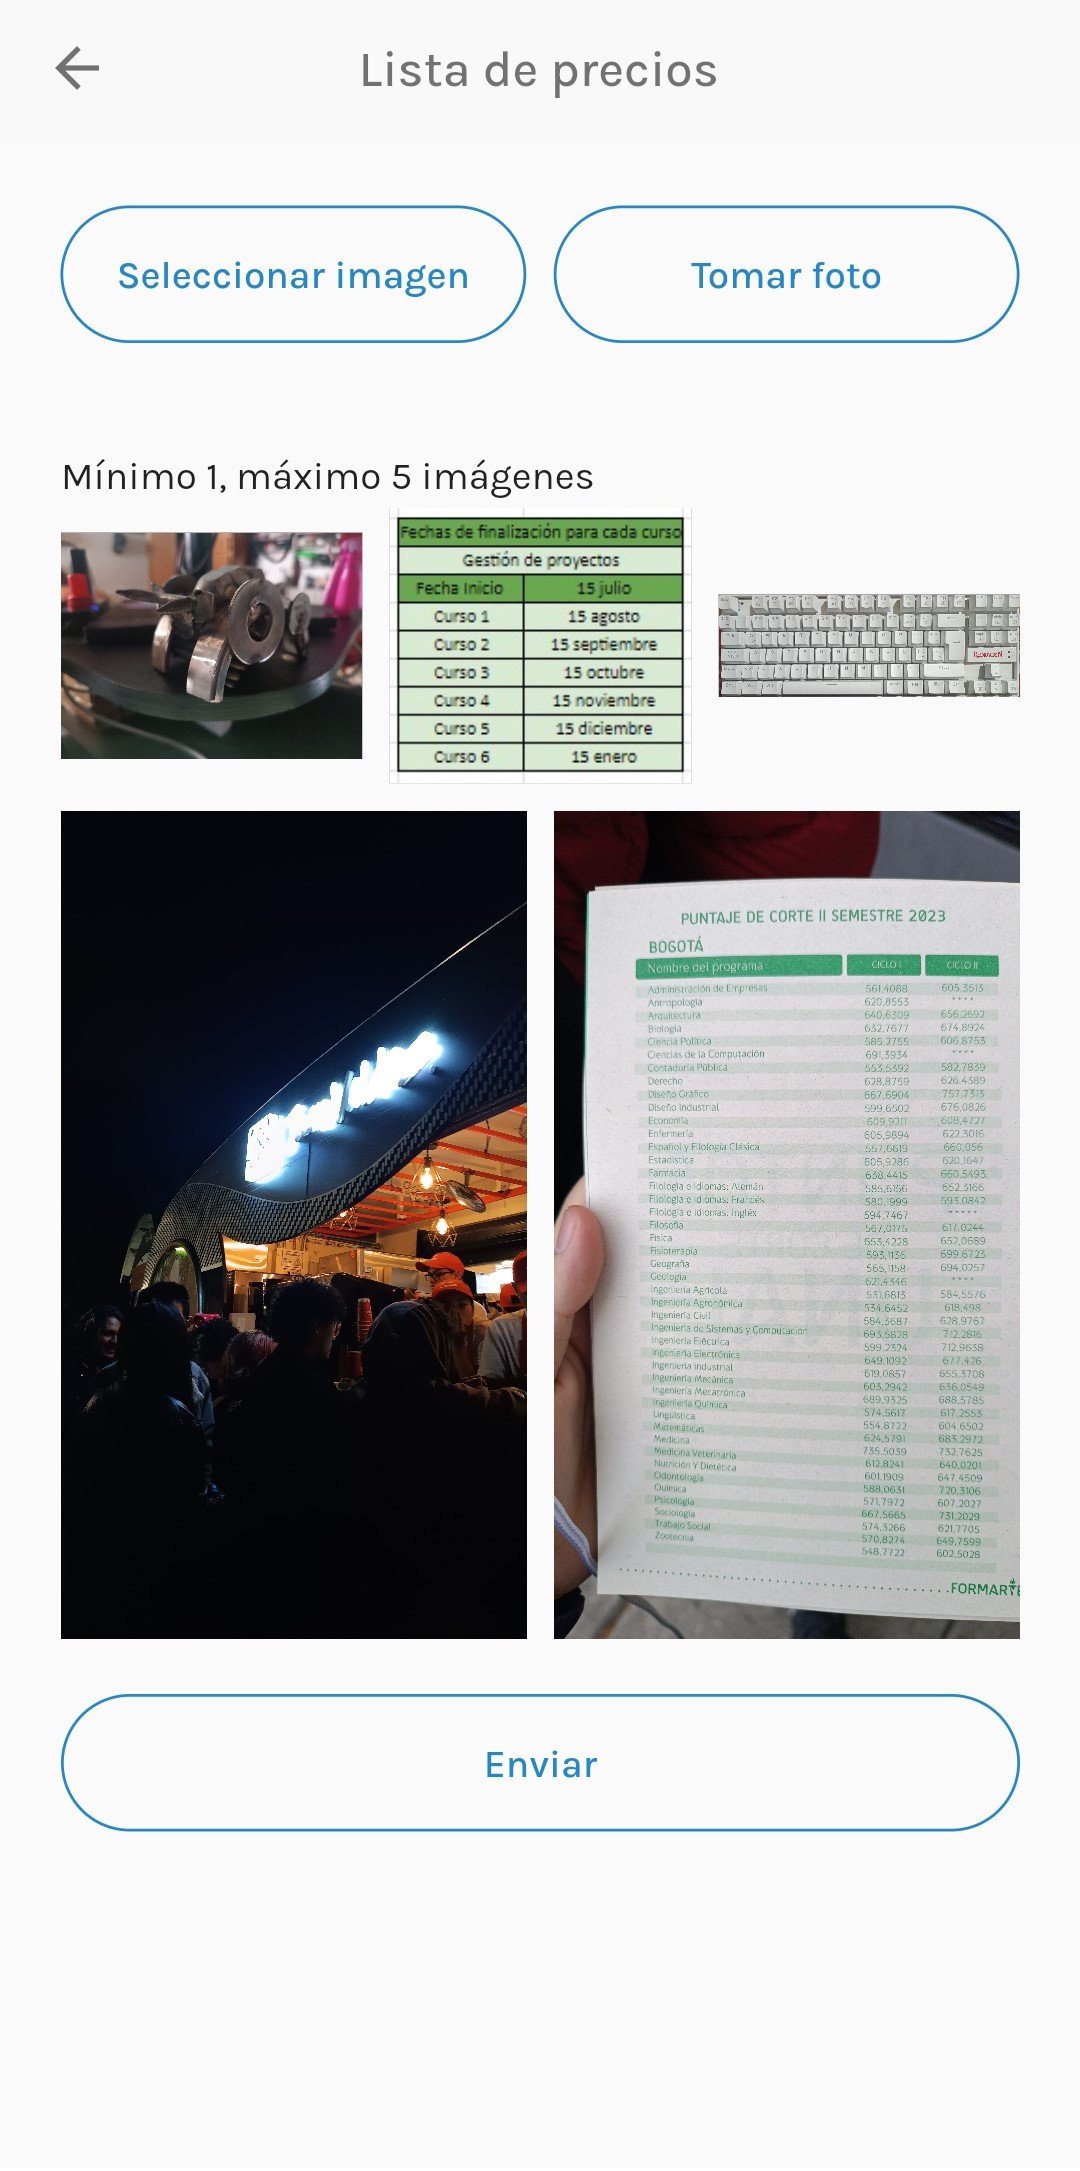 Lista de precios
Seleccionar imagen
Tomar foto
Mínimo 1, máximo 5 imágenes
Fechas de finalización para cada curso
Gestión de proyectos
Fecha Inicio 15 julio
Curso 1 15 agosto
Curso 2 15 septiembre
Curso 3 15 octubre
Curso 4 15 noviembre
Curso 5 15 diciembre
Curso 6 15 enero
PUNTAJE DE CORTE II SEMESTRE 2023
BOGOTÁ
Nombre del programa CICLO I CICLO II
Administración de Empresas 561,4088 605,3513
Antropología 620,8553 ****
Arquitectura 640,6309 656,2692
Biología 632,7677 674,8924
Ciencia Política 585,2755 606,8753
Ciencias de la Computación 691,3934 ****
Contaduría Pública 553,5392 582,7839
Derecho 628,8759 626,4389
Diseño Gráfico 667,6904 757,7313
Diseño Industrial 599,6502 676,0826
Economía 609,9211 608,4727
Enfermería 605,9894 622,3016
Español y Filología Clásica 557,6619 660,056
Estadística 605,9286 620,1647
Farmacia 638,4415 660,5493
Filología e Idiomas: Alemán 586,6156 652,3166
Filología e Idiomas: Francés 580,1999 593,0842
Filología e Idiomas: Inglés 594,7467 *****
Filosofía 567,0175 617,0244
Física 653,4228 652,0689
Fisioterapia 593,1136 699,6723
Geografía 565,1158 694,0257
Geología 621,4346 ****
Ingeniería Agrícola 531,6813 584,5576
Ingeniería Agronómica 534,6452 618,498
Ingeniería Civil 584,3687 628,9767
Ingeniería de Sistemas y Computación 693,6828 712,2816
Ingeniería Eléctrica 599,2324 712,9638
Ingeniería Electrónica 649,1092 677,426
Ingeniería Industrial 619,0857 655,3708
Ingeniería Mecánica 603,2942 636,0549
Ingeniería Mecatrónica 689,9325 688,5785
Ingeniería Química 574,5617 617,2553
Lingüística 554,8722 604,6502
Matemáticas 624,5791 683,2972
Medicina 735,5039 732,7625
Medicina Veterinaria 612,8241 640,0201
Nutrición Y Dietética 601,1909 647,4509
Odontología 588,0631 720,3106
Química 571,7972 607,2027
Psicología 667,5665 731,2029
Sociología 574,3266 621,7705
Trabajo Social 570,8274 649,7599
Zootecnia 548,7722 602,5028
Enviar